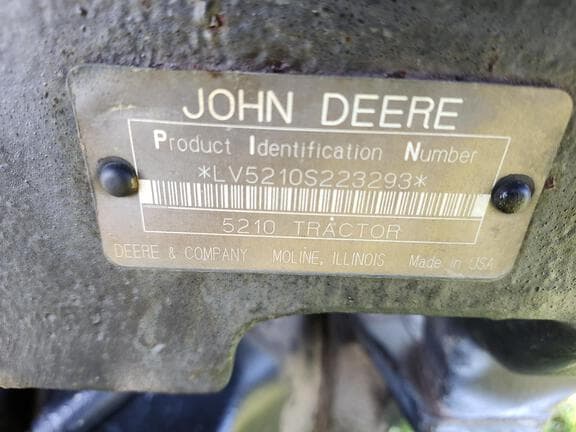 JOHN DEERE
Product Identification Number
*LV5210S223293*
5210 TRACTOR
DEERE & COMPANY MOLINE, ILLINOIS Made in USA